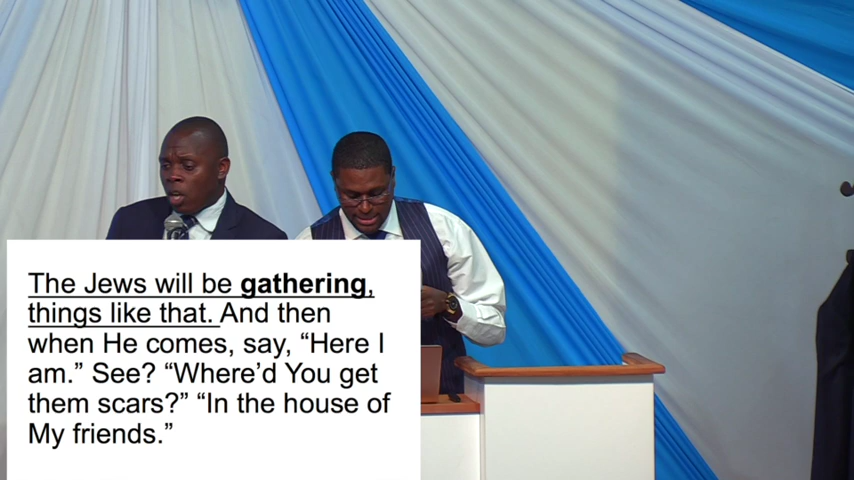 The Jews will be gathering,
things like that. And then
when He comes, say, “Here I
am.” See? “Where’d You get
them scars?” “In the house of
My friends.”